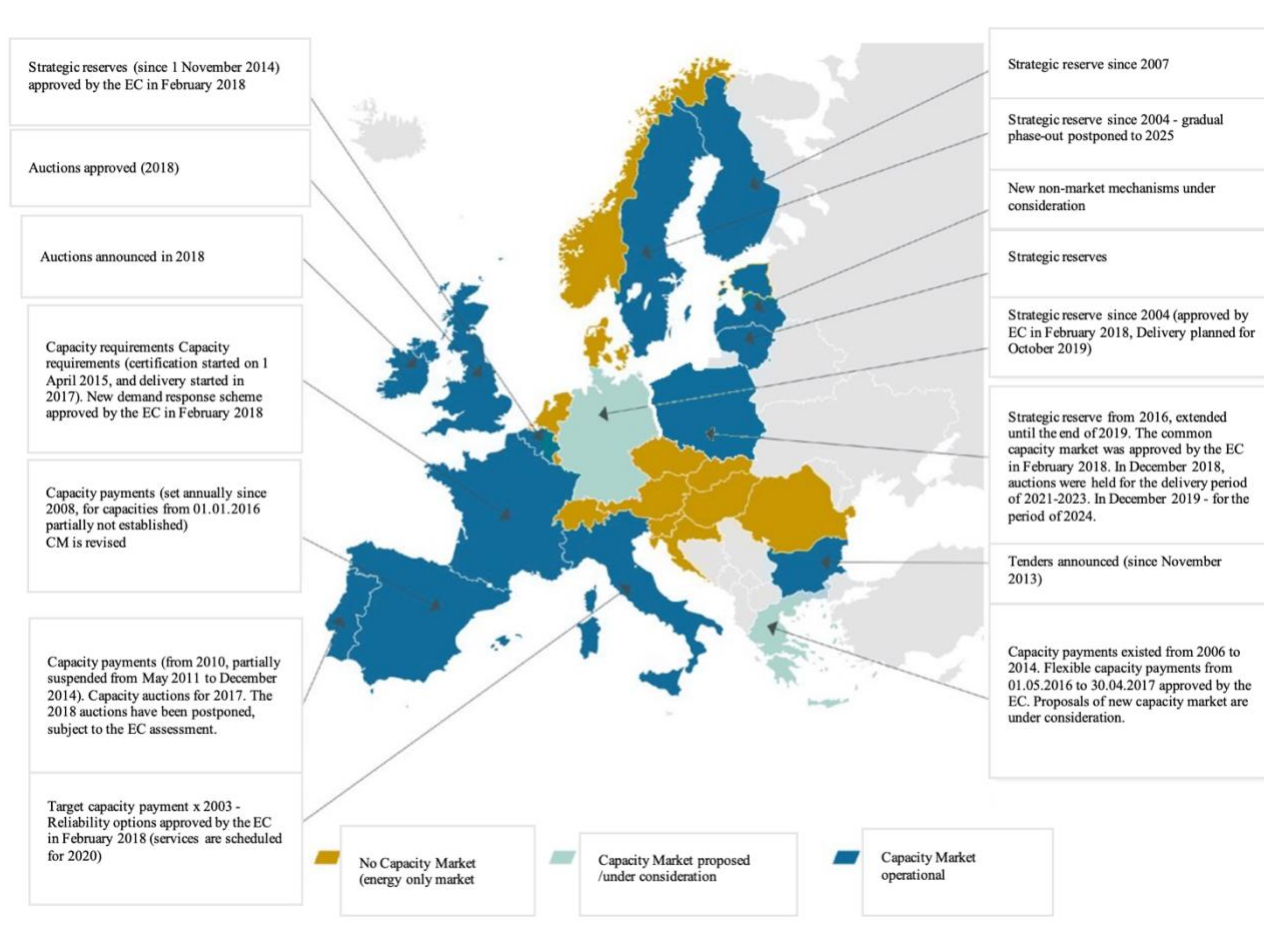 Strategic reserves (since 1 November 2014)
approved by the EC in February 2018
Auctions approved (2018)
Auctions announced in 2018
Capacity requirements Capacity
requirements (certification started on 1
April 2015, and delivery started in
2017). New demand response scheme
approved by the EC in February 2018
Capacity payments (set annually since
2008, for capacities from 01.01.2016
partially not established)
CM is revised
Capacity payments (from 2010, partially
suspended from May 2011 to December
2014). Capacity auctions for 2017. The
2018 auctions have been postponed,
subject to the EC assessment.
Target capacity payment x 2003 -
Reliability options approved by the EC
in February 2018 (services are scheduled
for 2020)
Strategic reserve since 2007
Strategic reserve since 2004 - gradual
phase-out postponed to 2025
New non-market mechanisms under
consideration
Strategic reserves
Strategic reserve since 2004 (approved by
EC in February 2018, Delivery planned for
October 2019)
Strategic reserve from 2016, extended
until the end of 2019. The common
capacity market was approved by the EC
in February 2018. In December 2018,
auctions were held for the delivery period
of 2021-2023. In December 2019 - for the
period of 2024.
Tenders announced (since November
2013)
Capacity payments existed from 2006 to
2014. Flexible capacity payments from
01.05.2016 to 30.04.2017 approved by the
EC. Proposals of new capacity market are
under consideration.
No Capacity Market
(energy only market
Capacity Market proposed
/under consideration
Capacity Market
operational